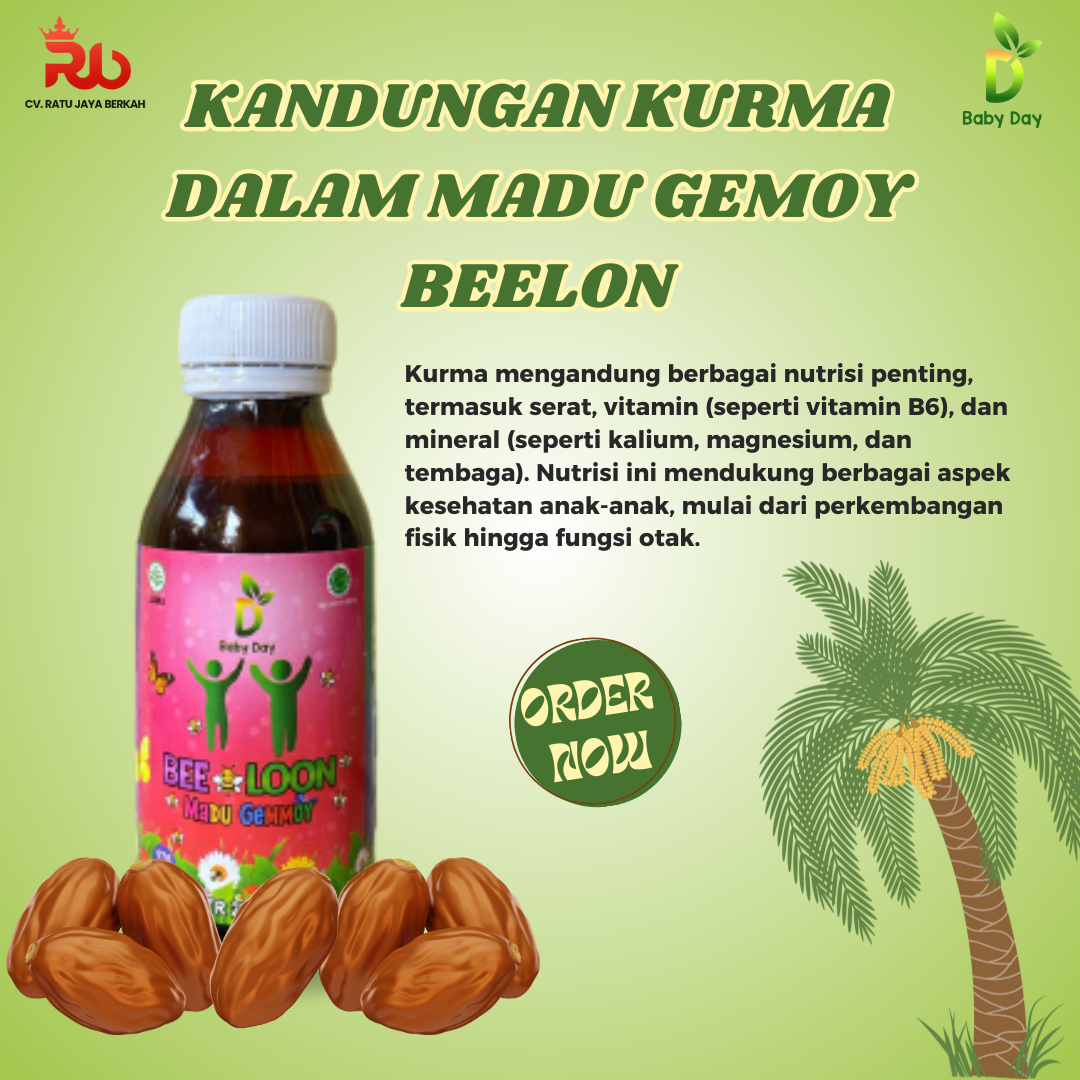 CV. RATU JAYA BERKAH
Baby Day
KANDUNGAN KURMA
DALAM MADU GEMOY
BEELON
Kurma mengandung berbagai nutrisi penting,
termasuk serat, vitamin (seperti vitamin B6), dan
mineral (seperti kalium, magnesium, dan
tembaga). Nutrisi ini mendukung berbagai aspek
kesehatan anak-anak, mulai dari perkembangan
fisik hingga fungsi otak.
ORDER
NOW
Baby Day
BEE LOON
MADU GEMMOY